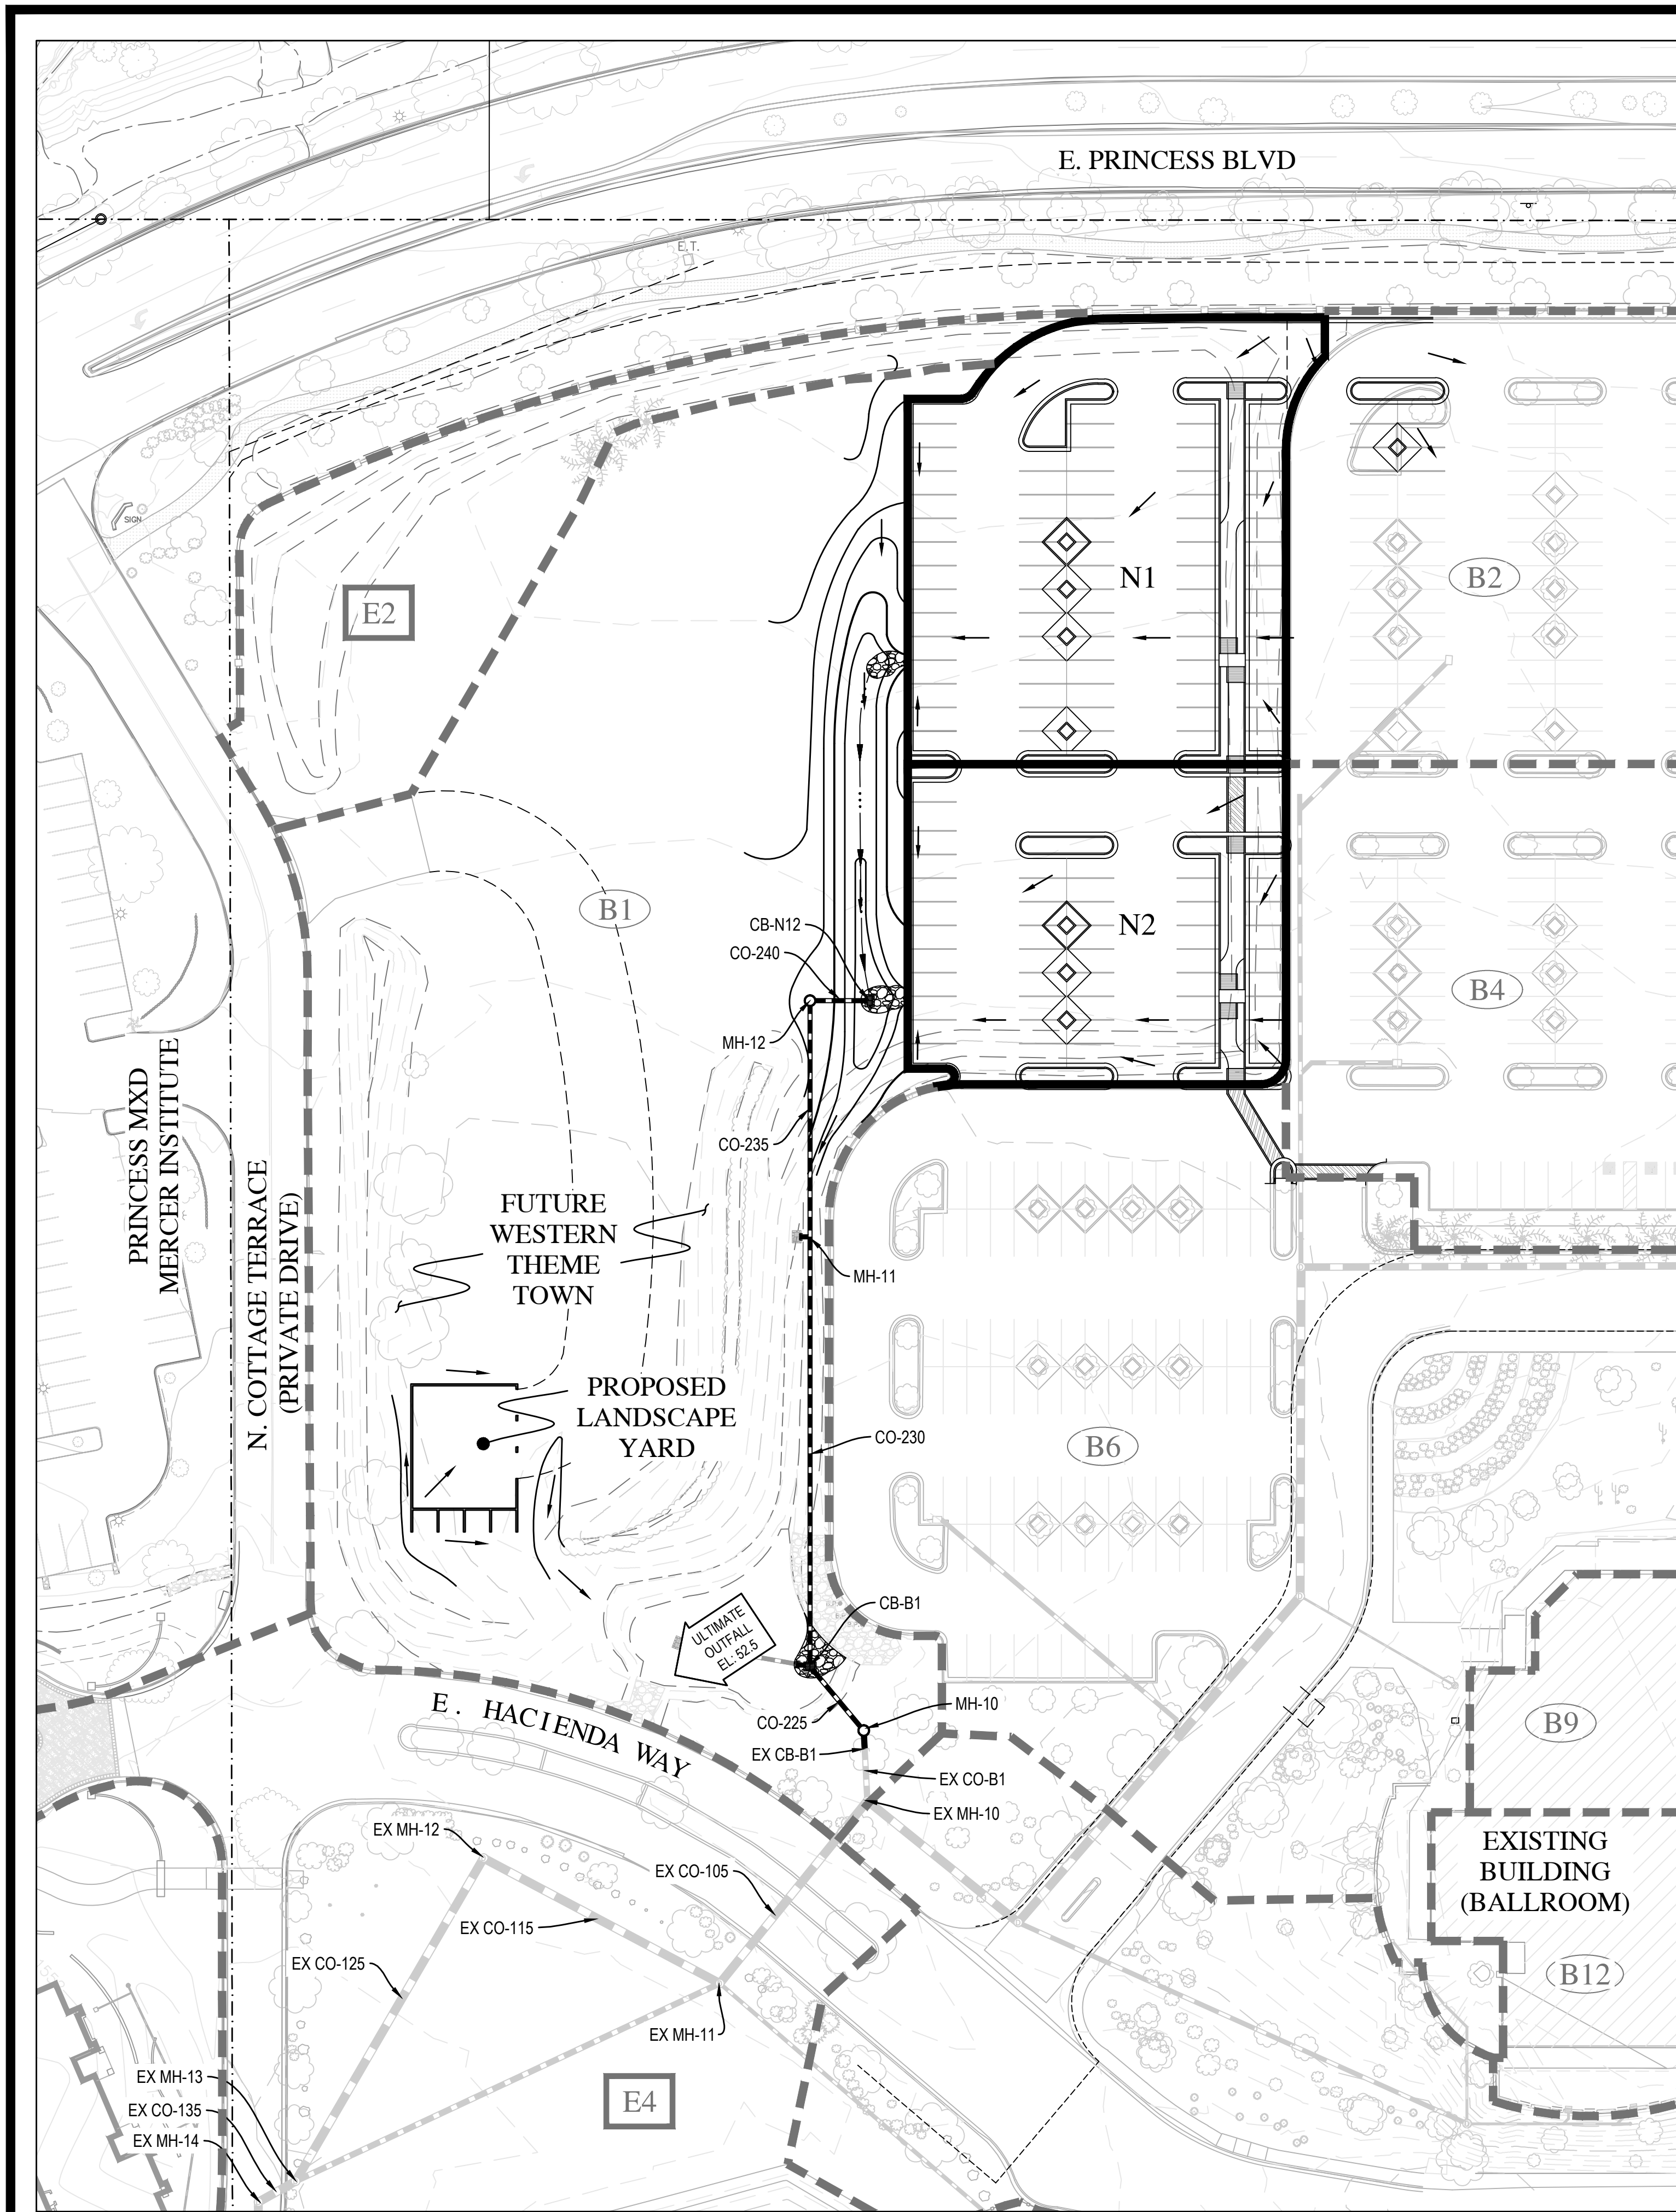 E. PRINCESS BLVD
E.T.
SIGN
E2
N1
B2
B1
CB-N12
CO-240
N2
B4
MH-12
PRINCESS MXD
MERCER INSTITUTE
CO-235
N. COTTAGE TERRACE
(PRIVATE DRIVE)
FUTURE
WESTERN
THEME
TOWN
MH-11
PROPOSED
LANDSCAPE
YARD
CO-230
B6
CB-B1
ULTIMATE
OUTFALL
EL: 52.5
E. HACIENDA WAY
MH-10
CO-225
B9
EX CB-B1
EX CO-B1
EX MH-10
EX MH-12
EXISTING
BUILDING
(BALLROOM)
EX CO-105
EX CO-115
EX CO-125
B12
EX MH-11
EX MH-13
EX CO-135
EX MH-14
E4